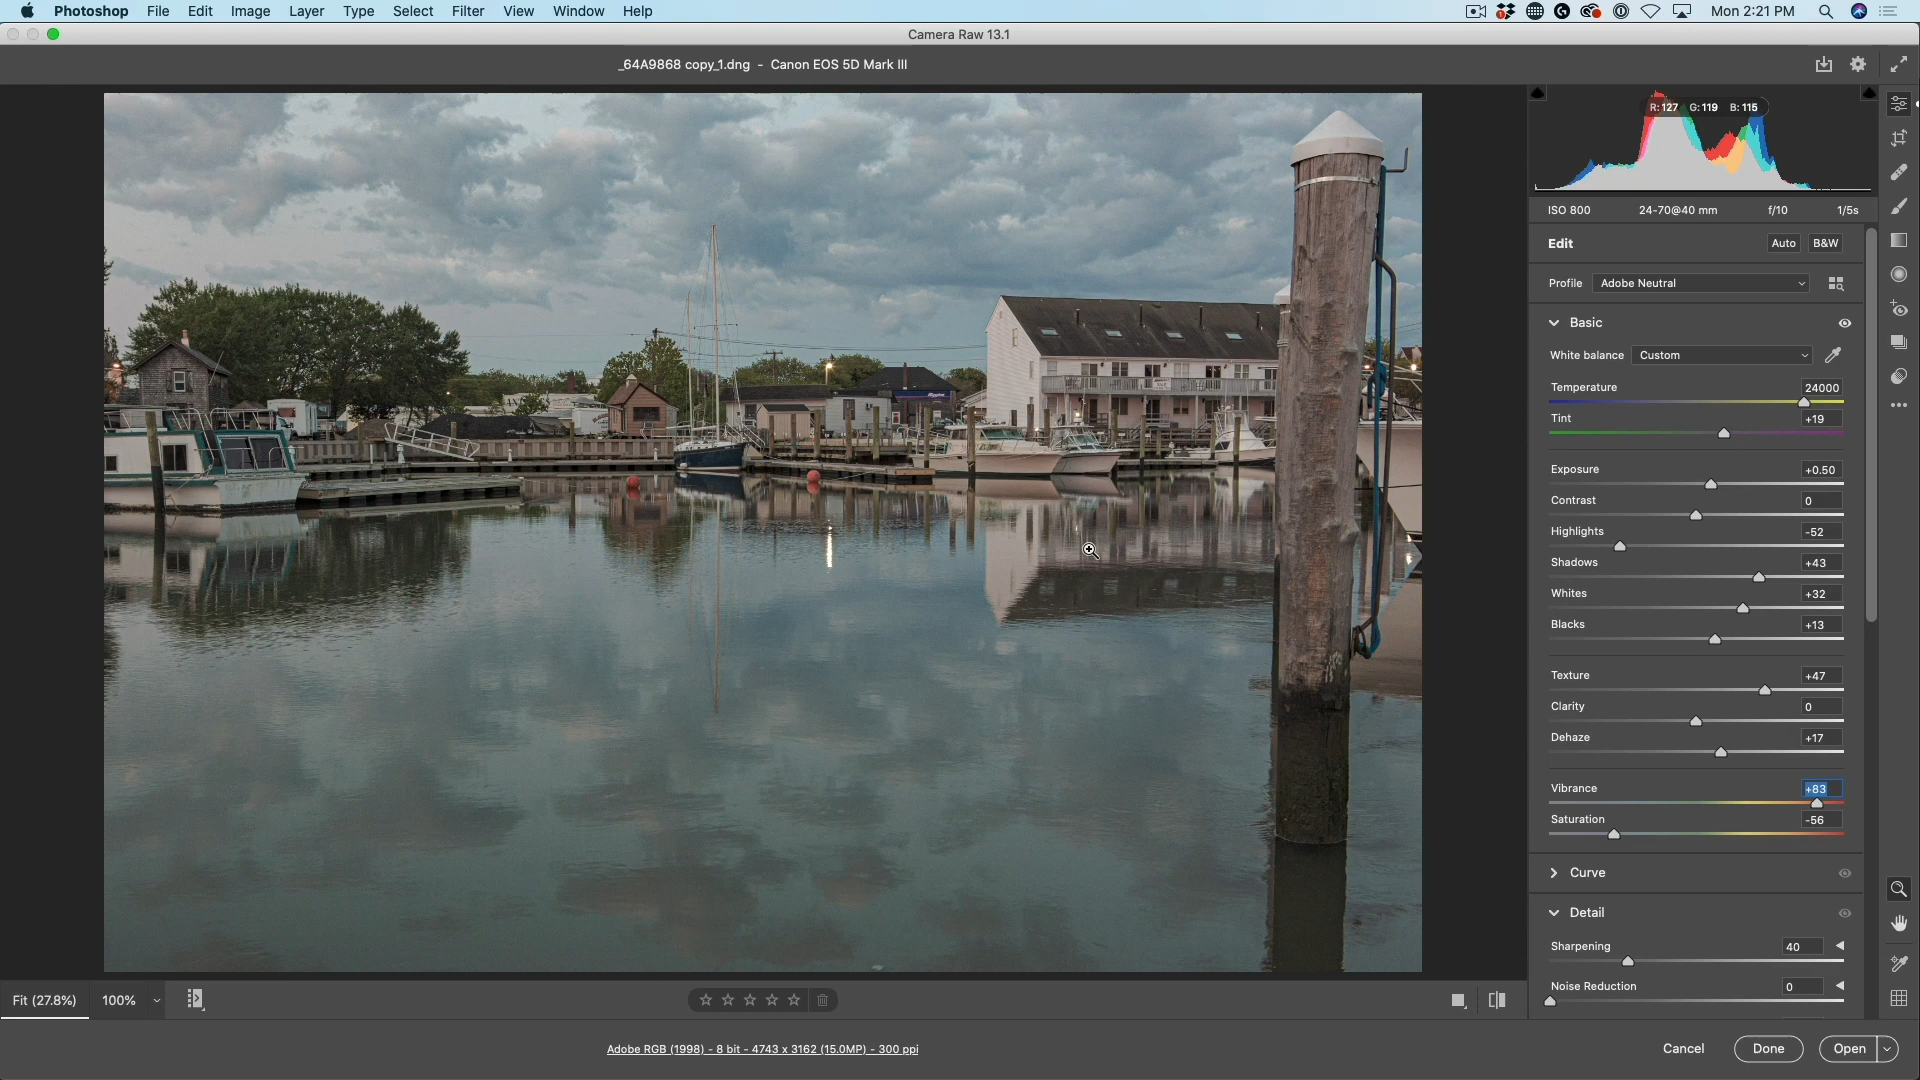 Photoshop File Edit Image Layer Type Select Filter View Window Help Mon 2:21 PM
Camera Raw 13.1
_64A9868 copy_1.dng - Canon EOS 5D Mark III
R: 127 G: 119 B: 115
ISO 800 24-70@40 mm f/10 1/5s
Edit Auto B&W
Profile Adobe Neutral
Basic
White balance Custom
Temperature 24000
Tint +19
Exposure +0.50
Contrast 0
Highlights -52
Shadows +43
Whites +32
Blacks +13
Texture +47
Clarity 0
Dehaze +17
Vibrance +83
Saturation -56
Curve
Detail
Sharpening 40
Noise Reduction 0
Fit (27.8%) 100%
Adobe RGB (1998) - 8 bit - 4743 x 3162 (15.0MP) - 300 ppi
Cancel Done Open